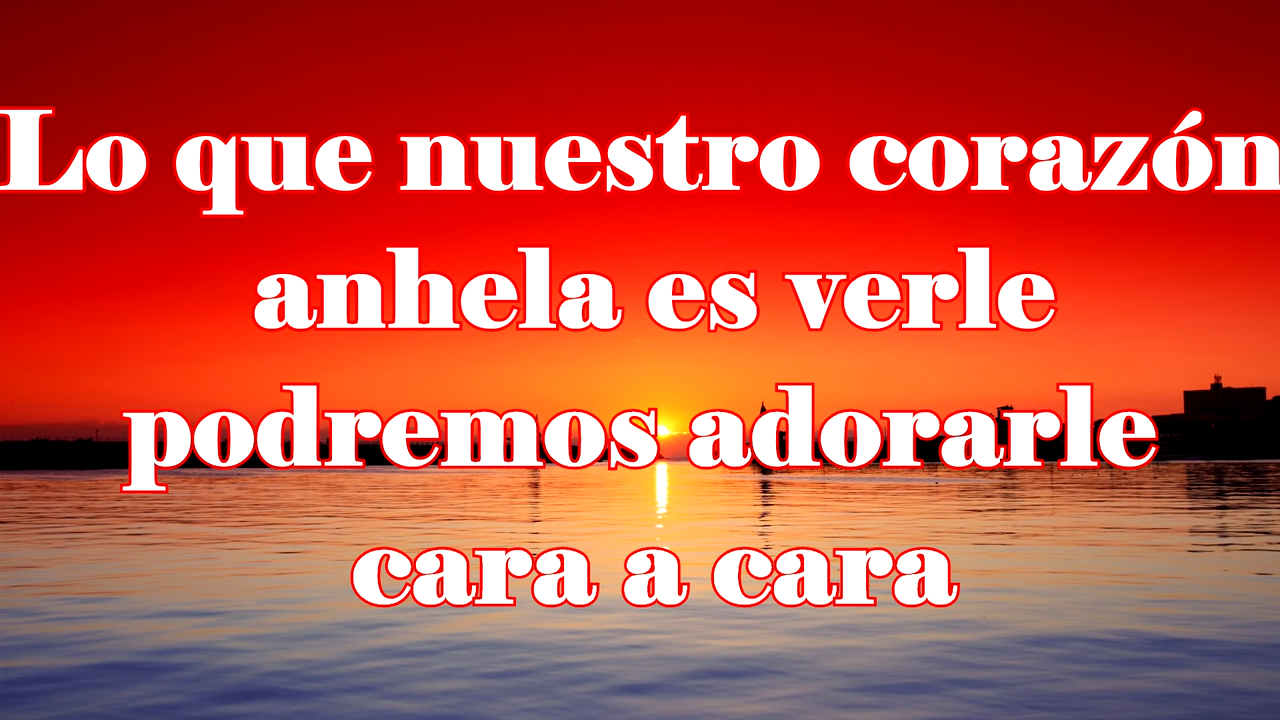 Lo que nuestro corazón
anhela es verle
podremos adorarle
cara a cara